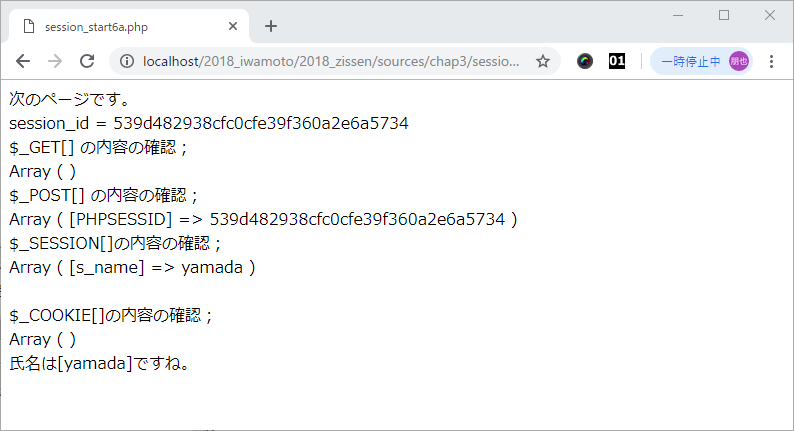 session_start6a.php
localhost/2018_iwamoto/2018_zissen/sources/chap3/sessio...
01
一時停止中
朋也
次のページです。
session_id = 539d482938cfc0cfe39f360a2e6a5734
$_GET[] の内容の確認；
Array ( )
$_POST[] の内容の確認；
Array ( [PHPSESSID] => 539d482938cfc0cfe39f360a2e6a5734 )
$_SESSION[]の内容の確認；
Array ( [s_name] => yamada )
$_COOKIE[]の内容の確認；
Array ( )
氏名は[yamada]ですね。